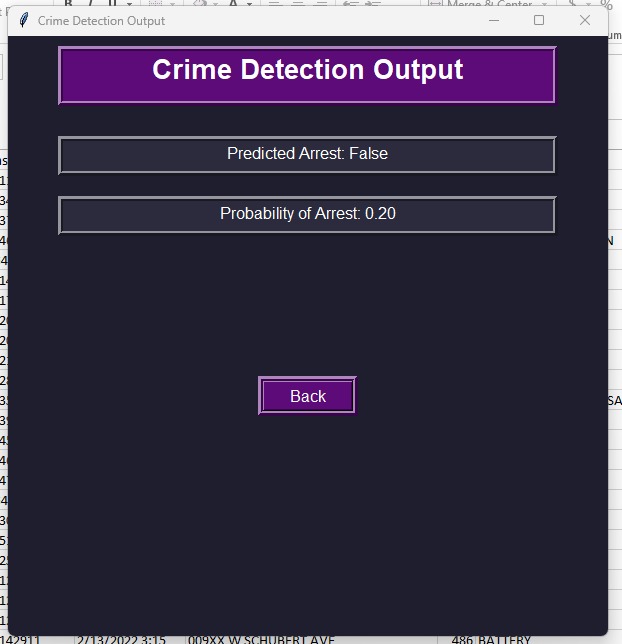 Merge & Center
Crime Detection Output
Crime Detection Output
Predicted Arrest: False
Probability of Arrest: 0.20
Back
142911 2/13/2022 3:15 009XX W SCHUBERT AVE 486 BATTERY